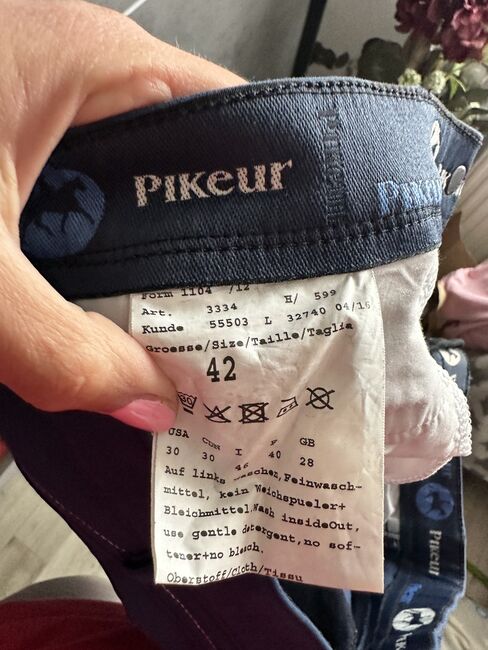 PIKeur
Form 1104 /12
Art. 3334 H/ 599
Kunde 55503 L 32740 04/16
Groesse/Size/Taille/Taglia
42
30
USA I F GB
30 30 46 40 28
Auf links waschen,Feinwasch-
mittel, kein Weichspueler+
Bleichmittel.Wash insideOut,
use gentle detergent,no sof-
tener+no bleach.
Oberstoff/Cloth/Tissu
PIKeur